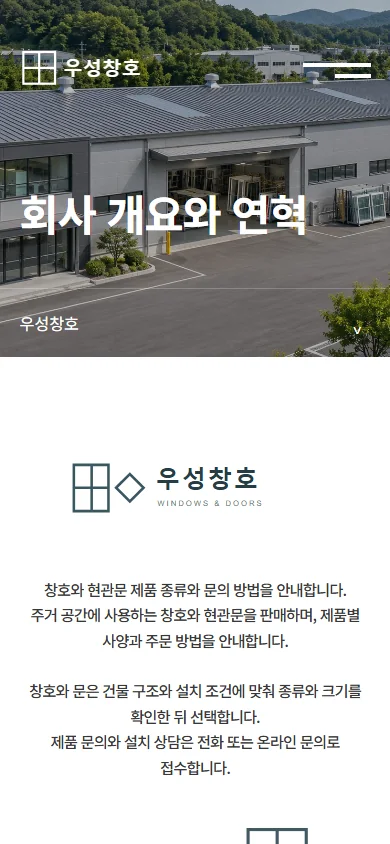 우성창호
회사 개요와 연혁
우성창호
우성창호
WINDOWS & DOORS
창호와 현관문 제품 종류와 문의 방법을 안내합니다.
주거 공간에 사용하는 창호와 현관문을 판매하며, 제품별
사양과 주문 방법을 안내합니다.
창호와 문은 건물 구조와 설치 조건에 맞춰 종류와 크기를
확인한 뒤 선택합니다.
제품 문의와 설치 상담은 전화 또는 온라인 문의로
접수합니다.